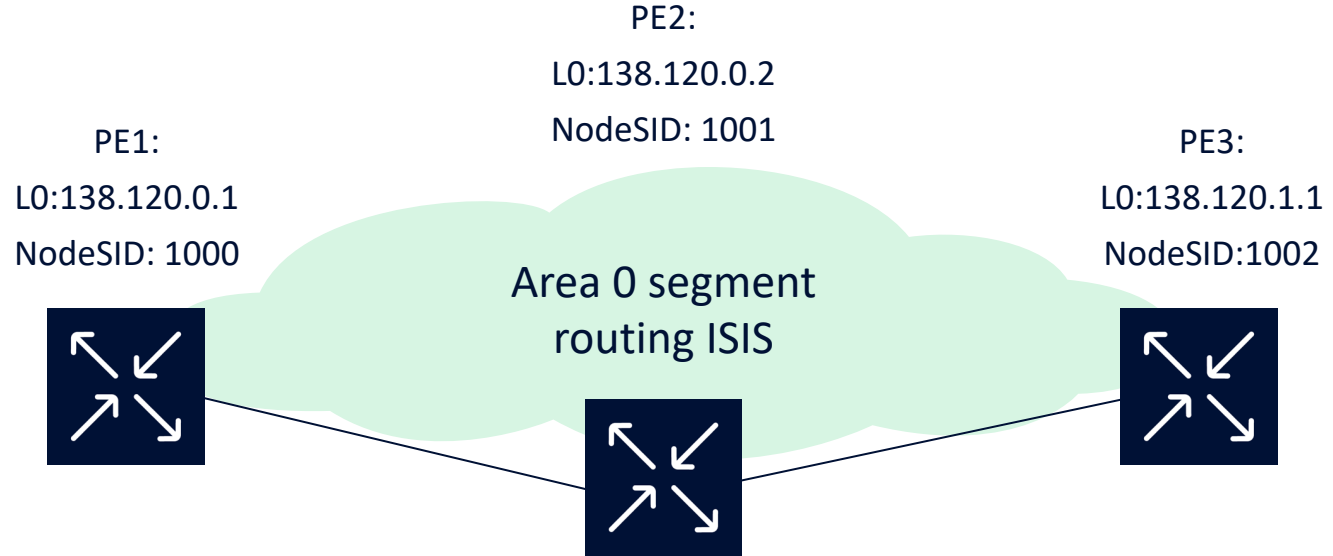 PE2:
L0:138.120.0.2
NodeSID: 1001
PE1:
L0:138.120.0.1
NodeSID: 1000
PE3:
L0:138.120.1.1
NodeSID:1002
Area 0 segment
routing ISIS